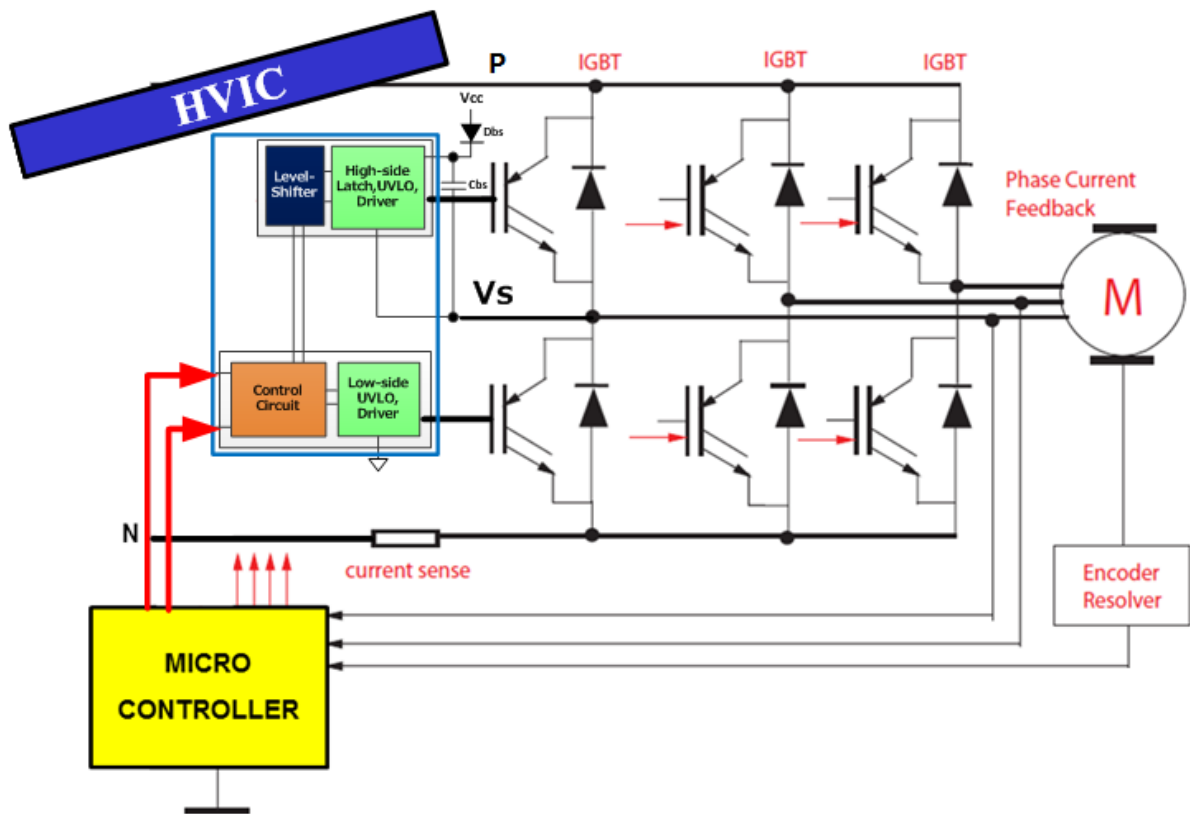 HVIC
P
IGBT
IGBT
IGBT
Vcc
Dbs
Level-
Shifter
High-side
Latch,UVLO,
Driver
Cbs
Phase Current
Feedback
M
Vs
Control
Circuit
Low-side
UVLO,
Driver
N
current sense
Encoder
Resolver
MICRO
CONTROLLER